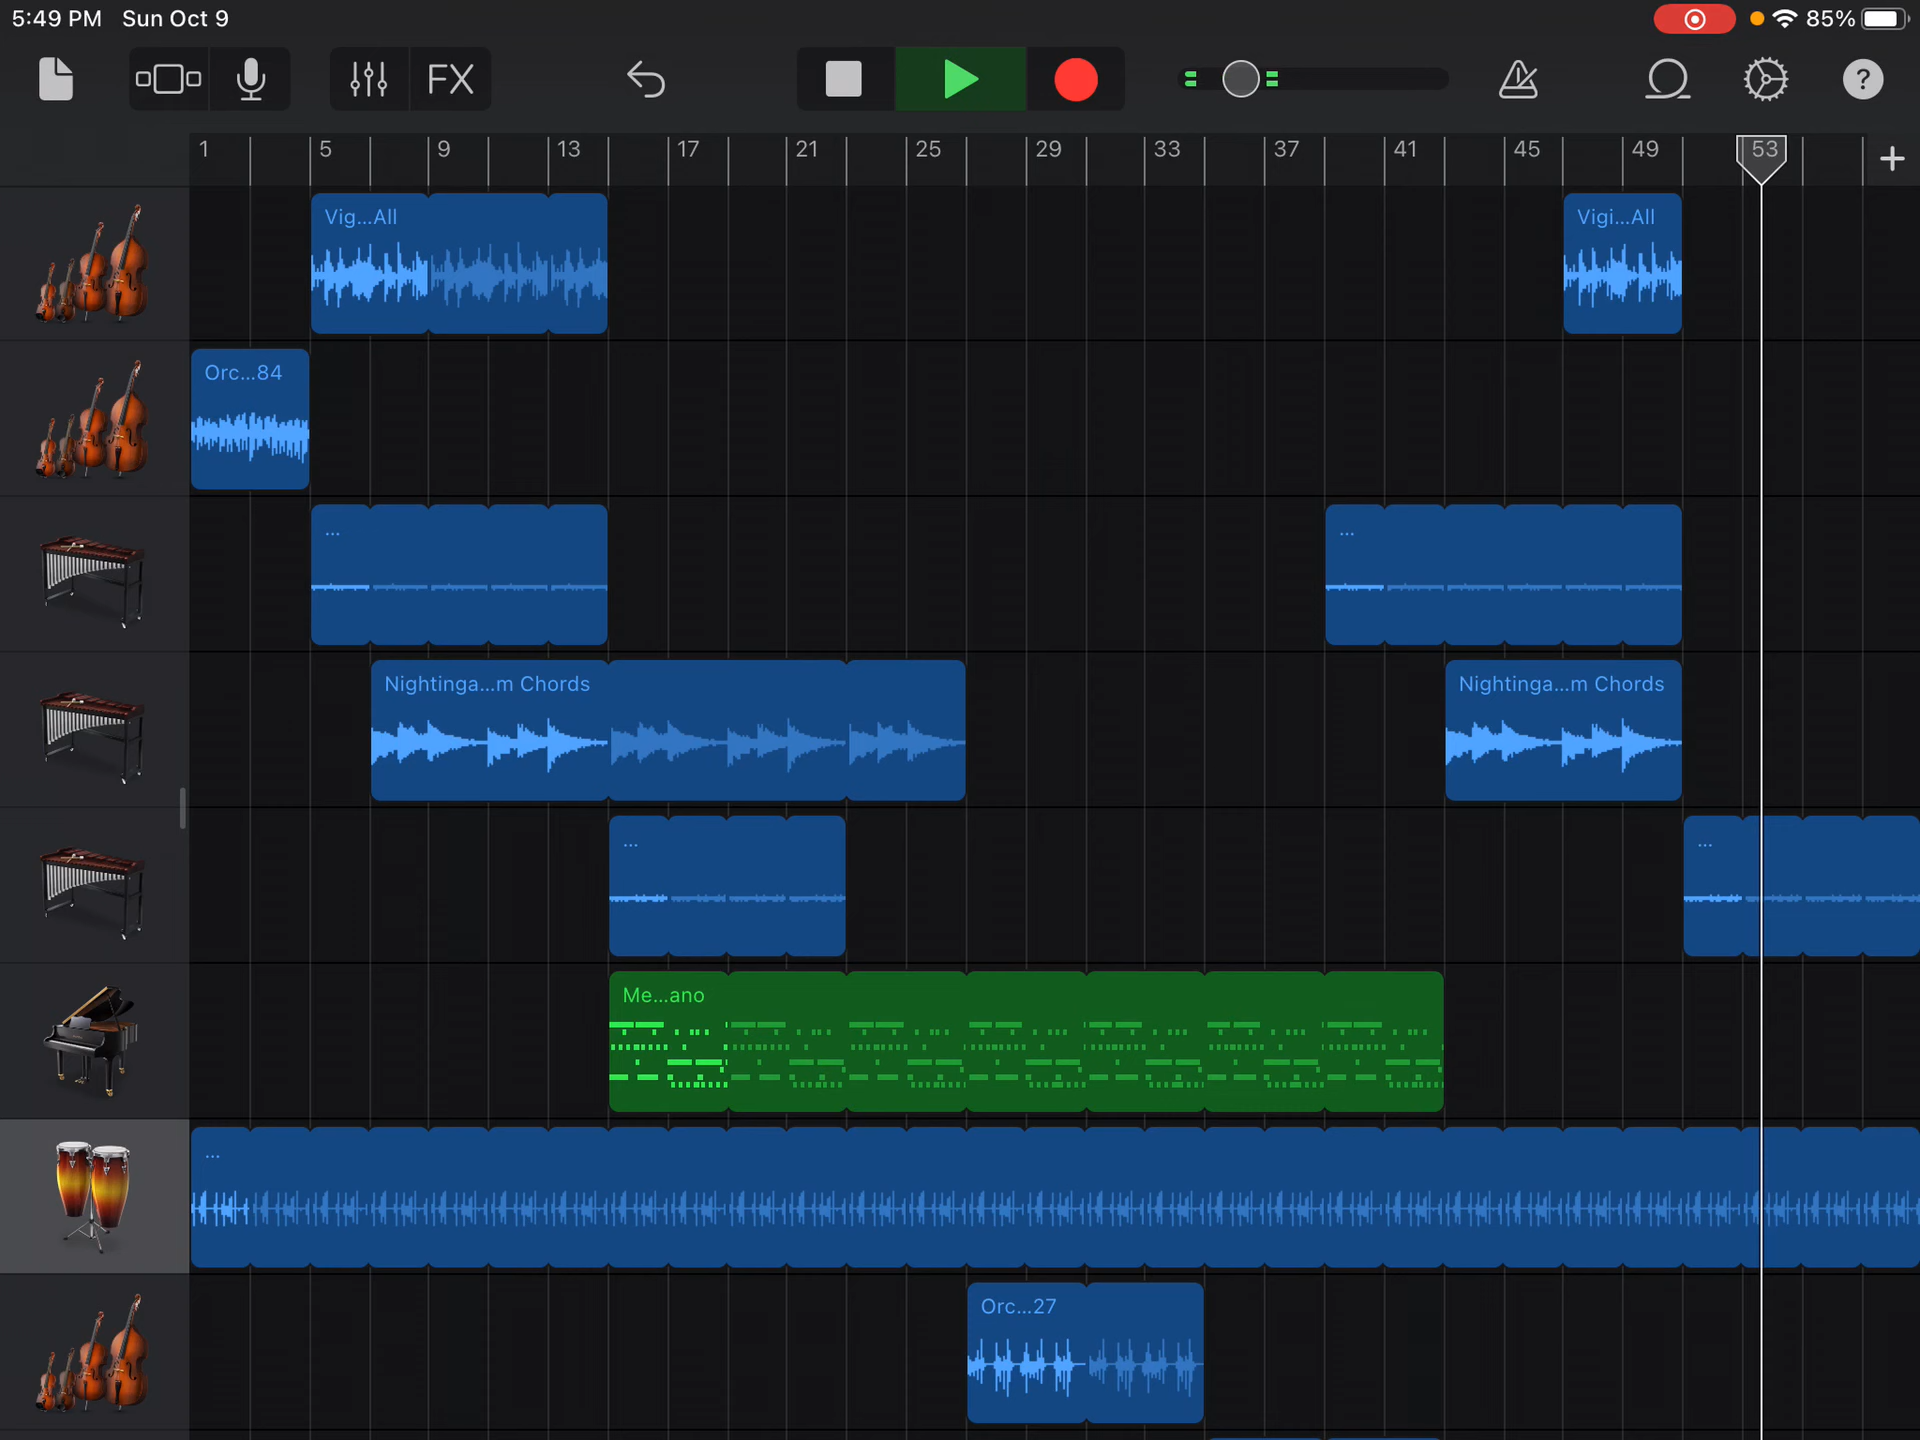 5:49 PM Sun Oct 9
85%
FX
?
1 5 9 13 17 21 25 29 33 37 41 45 49 53 +
Vig...All
Vigi...All
Orc...84
...
...
Nightinga...m Chords
Nightinga...m Chords
...
...
Me...ano
...
Orc...27